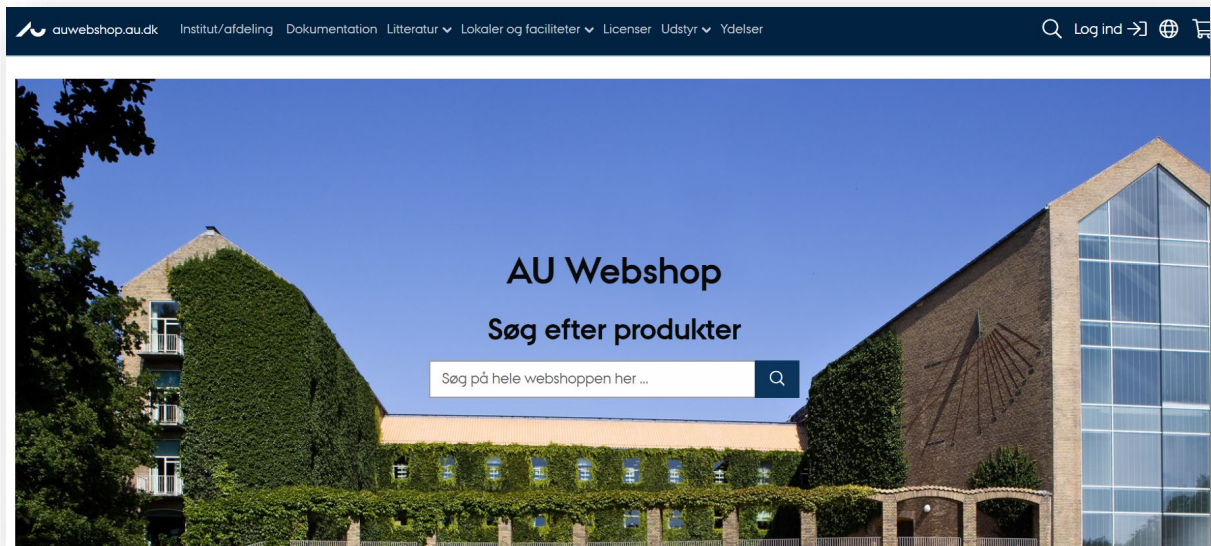 auwebshop.au.dk Institut/afdeling Dokumentation Litteratur Lokaler og faciliteter Licenser Udstyr Ydelser Log ind
AU Webshop
Søg efter produkter
Søg på hele webshoppen her ...